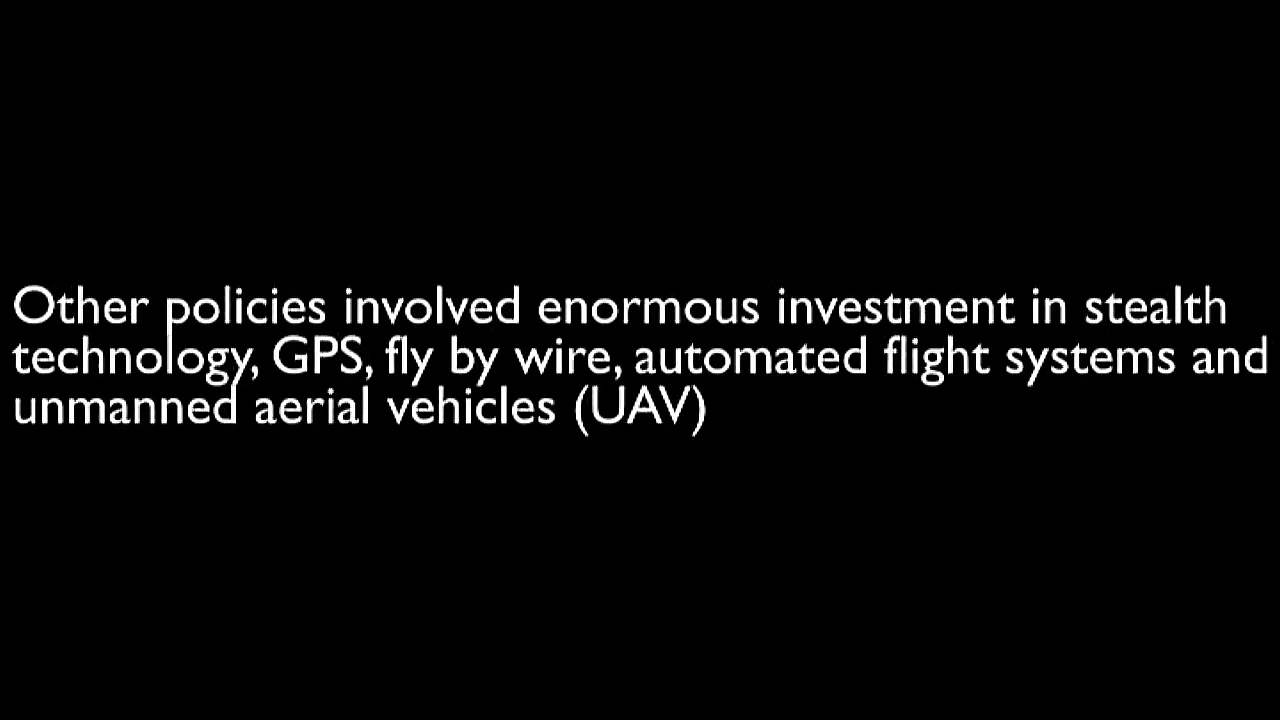 Other policies involved enormous investment in stealth
technology, GPS, fly by wire, automated flight systems and
unmanned aerial vehicles (UAV)